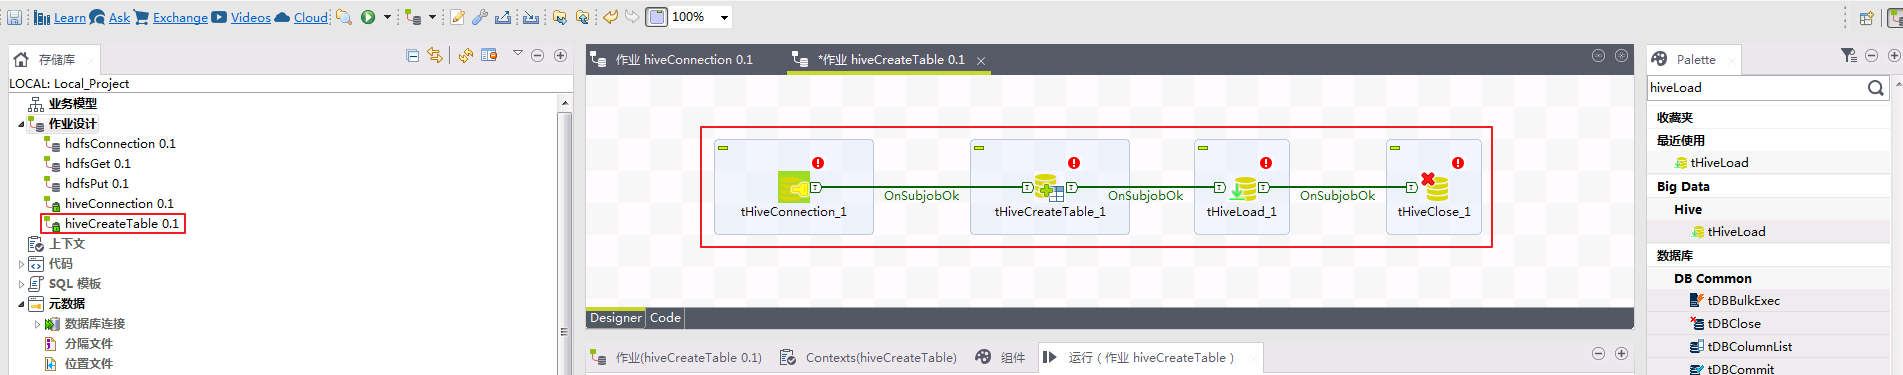 Learn Ask Exchange Videos Cloud 100%
存储库
LOCAL: Local_Project
业务模型
作业设计
hdfsConnection 0.1
hdfsGet 0.1
hdfsPut 0.1
hiveConnection 0.1
hiveCreateTable 0.1
上下文
代码
SQL 模板
元数据
数据库连接
分隔文件
位置文件
作业 hiveConnection 0.1
*作业 hiveCreateTable 0.1
tHiveConnection_1
OnSubjobOk
tHiveCreateTable_1
OnSubjobOk
tHiveLoad_1
OnSubjobOk
tHiveClose_1
Designer Code
作业(hiveCreateTable 0.1)
Contexts(hiveCreateTable)
组件
运行 ( 作业 hiveCreateTable )
Palette
hiveLoad
收藏夹
最近使用
tHiveLoad
Big Data
Hive
tHiveLoad
数据库
DB Common
tDBBulkExec
tDBClose
tDBColumnList
tDBCommit